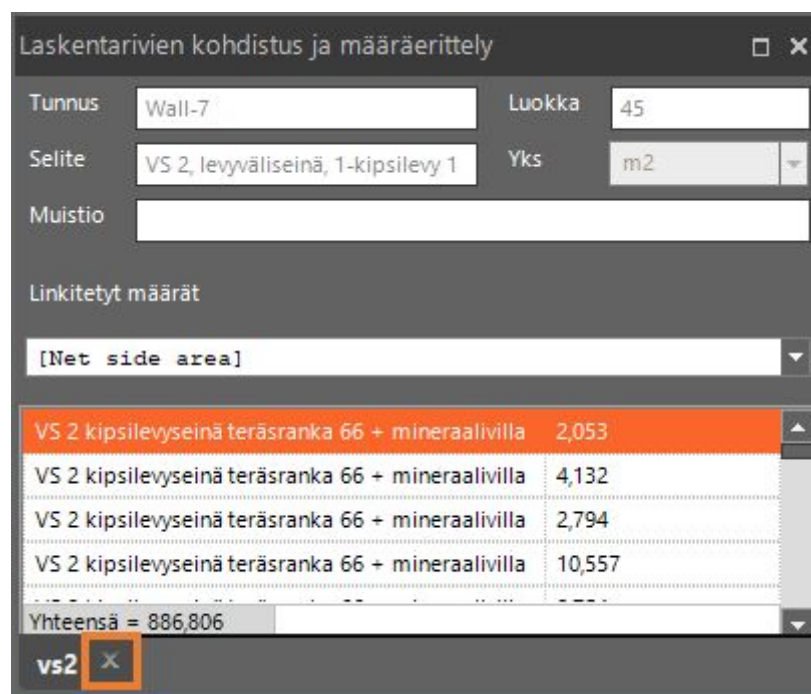 Laskentarivien kohdistus ja määräerittely
Tunnus Wall-7 Luokka 45
Selite VS 2, levyväliseinä, 1-kipsilevy 1 Yks m2
Muistio
Linkitetyt määrät
[Net side area]
VS 2 kipsilevyseinä teräsranka 66 + mineraalivilla 2,053
VS 2 kipsilevyseinä teräsranka 66 + mineraalivilla 4,132
VS 2 kipsilevyseinä teräsranka 66 + mineraalivilla 2,794
VS 2 kipsilevyseinä teräsranka 66 + mineraalivilla 10,557
Yhteensä = 886,806
vs2